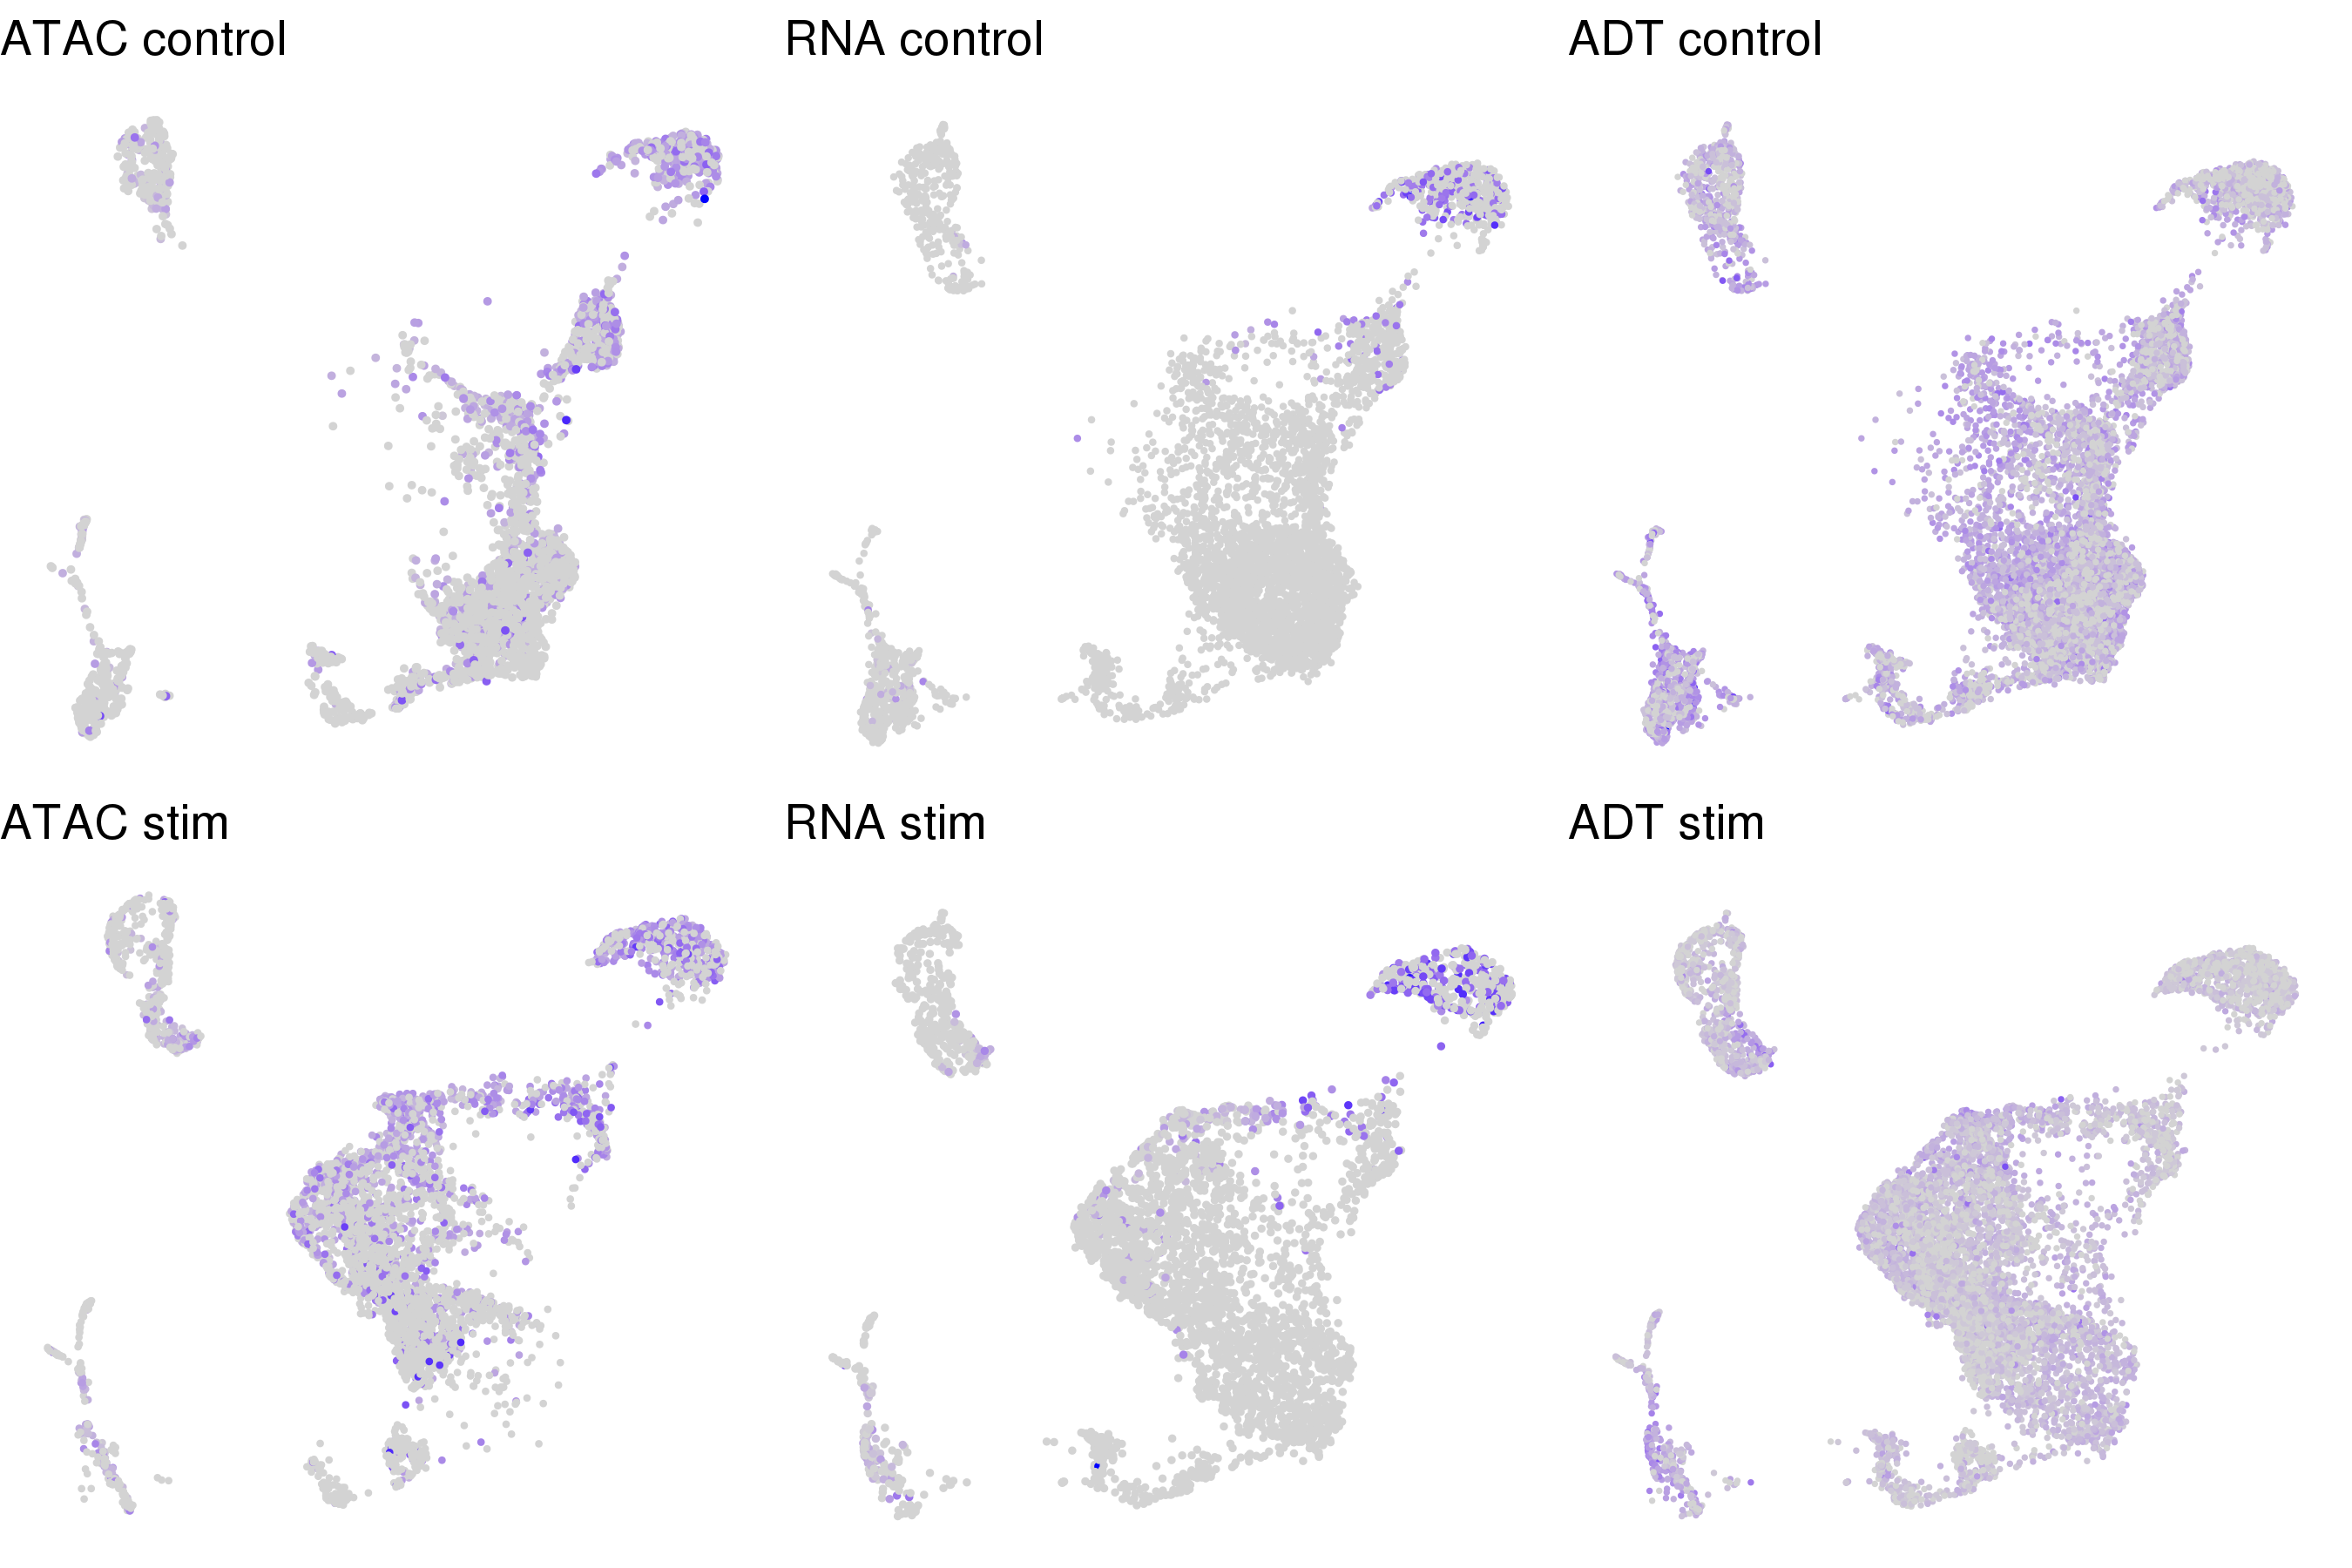 ATAC control
RNA control
ADT control
ATAC stim
RNA stim
ADT stim